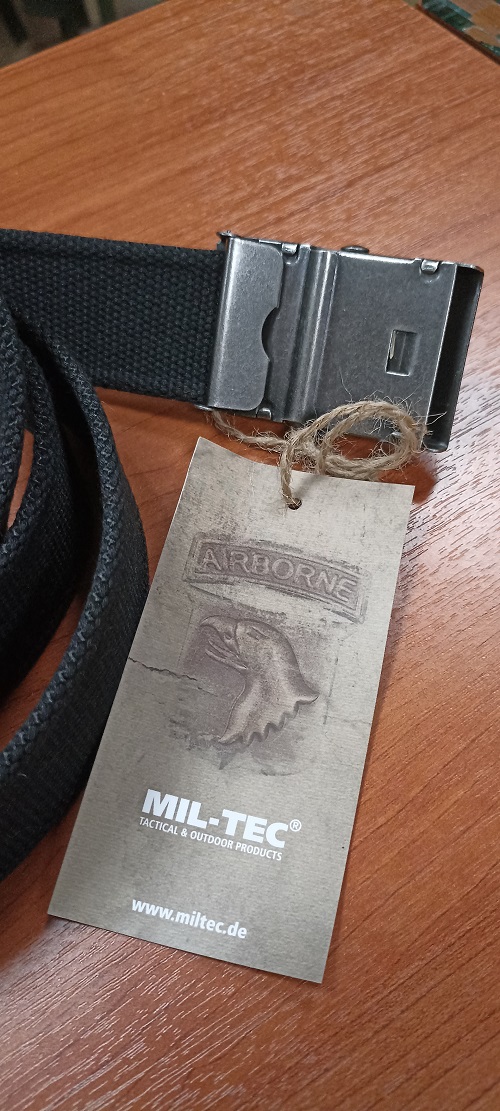 AIRBORNE
MIL-TEC®
TACTICAL & OUTDOOR PRODUCTS
www.miltec.de